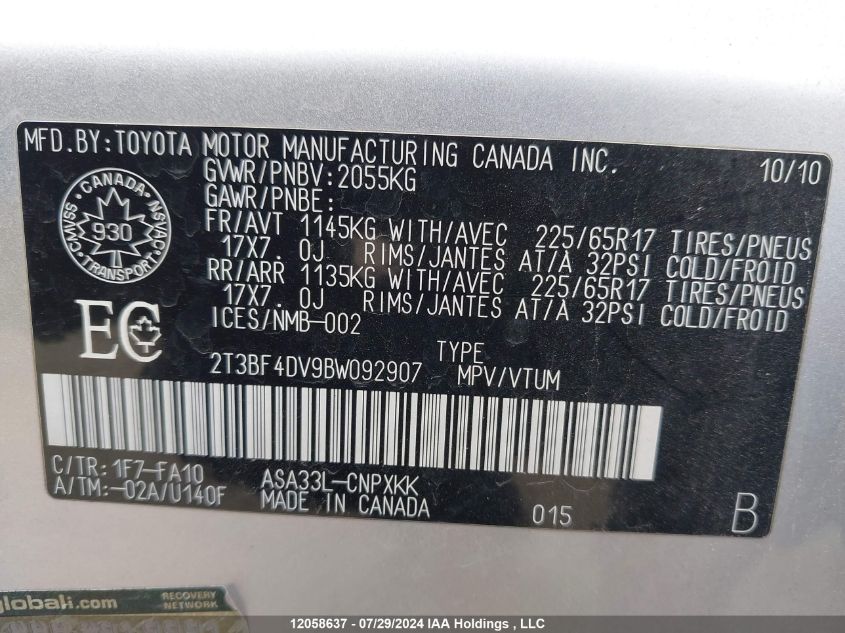 MFD.BY:TOYOTA MOTOR MANUFACTURING CANADA INC. 10/10
GVWR/PNBV:2055KG
GAWR/PNBE:
FR/AVT 1145KG WITH/AVEC 225/65R17 TIRES/PNEUS
17X7.0J RIMS/JANTES AT/A 32PSI COLD/FROID
RR/ARR 1135KG WITH/AVEC 225/65R17 TIRES/PNEUS
17X7.0J RIMS/JANTES AT/A 32PSI COLD/FROID
ICES/NMB-002
CANADA
CMVSS NSVAC
930
TRANSPORT
EC
TYPE
2T3BF4DV9BW092907 MPV/VTUM
C/TR:1F7-FA10 ASA33L-CNPXKK
A/TM:-02A/U140F MADE IN CANADA
015 B
globali.com
RECOVERY
NETWORK
12058637 - 07/29/2024 IAA Holdings , LLC